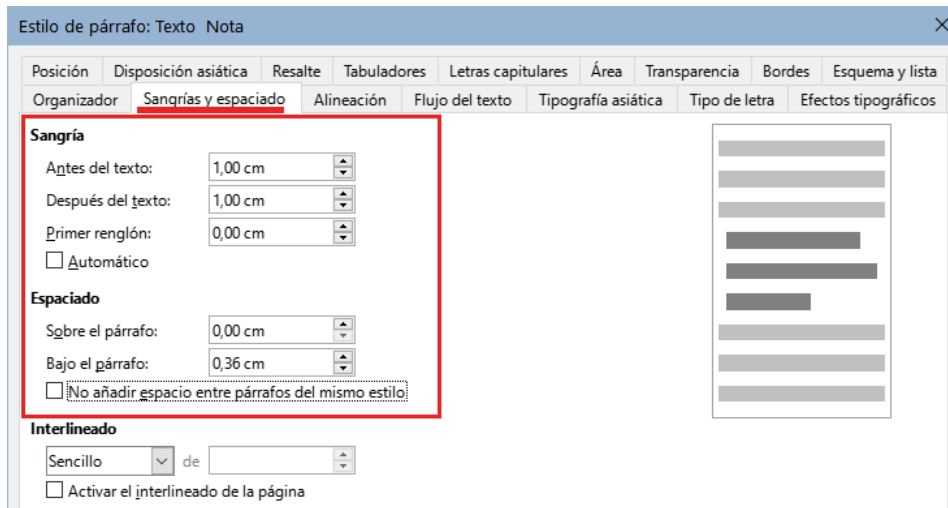 Estilo de párrafo: Texto Nota
Posición Disposición asiática Resalte Tabuladores Letras capitulares Área Transparencia Bordes Esquema y lista
Organizador Sangrías y espaciado Alineación Flujo del texto Tipografía asiática Tipo de letra Efectos tipográficos
Sangría
Antes del texto: 1,00 cm
Después del texto: 1,00 cm
Primer renglón: 0,00 cm
Automático
Espaciado
Sobre el párrafo: 0,00 cm
Bajo el párrafo: 0,36 cm
No añadir espacio entre párrafos del mismo estilo
Interlineado
Sencillo de
Activar el interlineado de la página